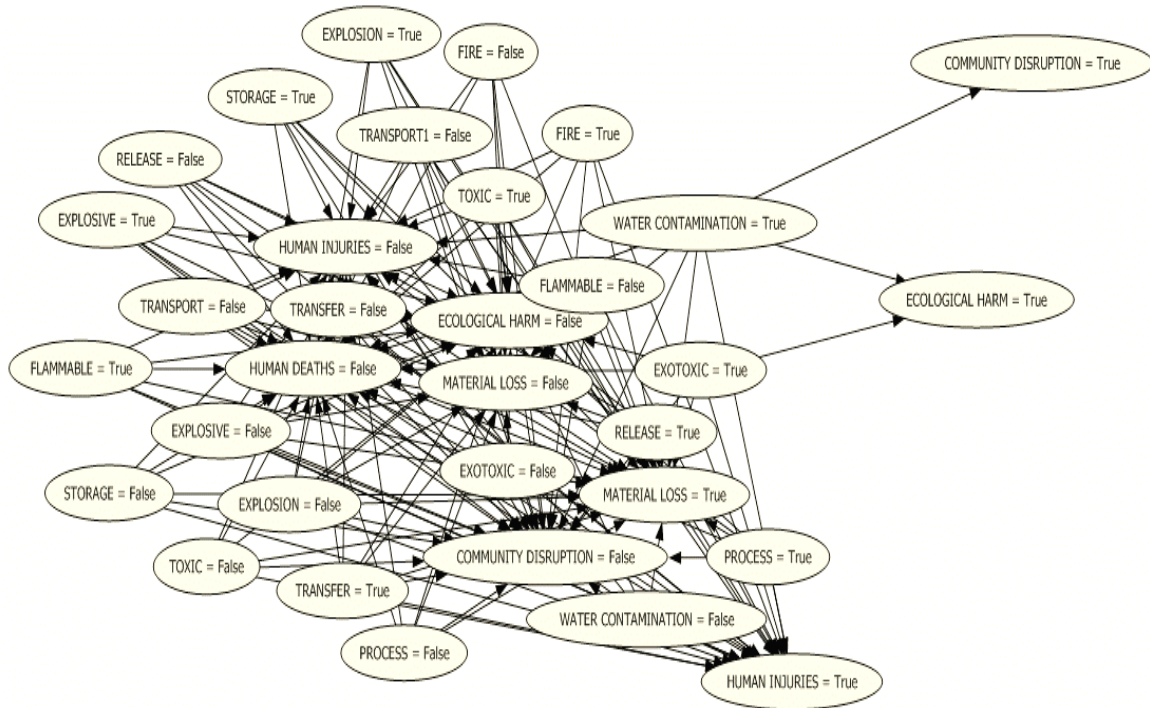 EXPLOSION = True
FIRE = False
COMMUNITY DISRUPTION = True
STORAGE = True
TRANSPORT1 = False
FIRE = True
RELEASE = False
TOXIC = True
EXPLOSIVE = True
WATER CONTAMINATION = True
HUMAN INJURIES = False
FLAMMABLE = False
ECOLOGICAL HARM = True
TRANSPORT = False
TRANSFER = False
ECOLOGICAL HARM = False
FLAMMABLE = True
HUMAN DEATHS = False
EXOTOXIC = True
MATERIAL LOSS = False
EXPLOSIVE = False
RELEASE = True
EXOTOXIC = False
STORAGE = False
MATERIAL LOSS = True
EXPLOSION = False
COMMUNITY DISRUPTION = False
PROCESS = True
TOXIC = False
TRANSFER = True
WATER CONTAMINATION = False
PROCESS = False
HUMAN INJURIES = True